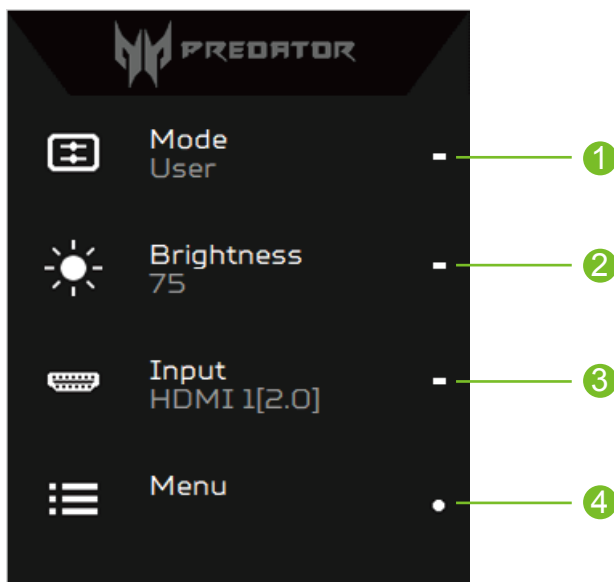 PREDATOR
Mode
User
1
Brightness
75
2
Input
HDMI 1[2.0]
3
Menu
4